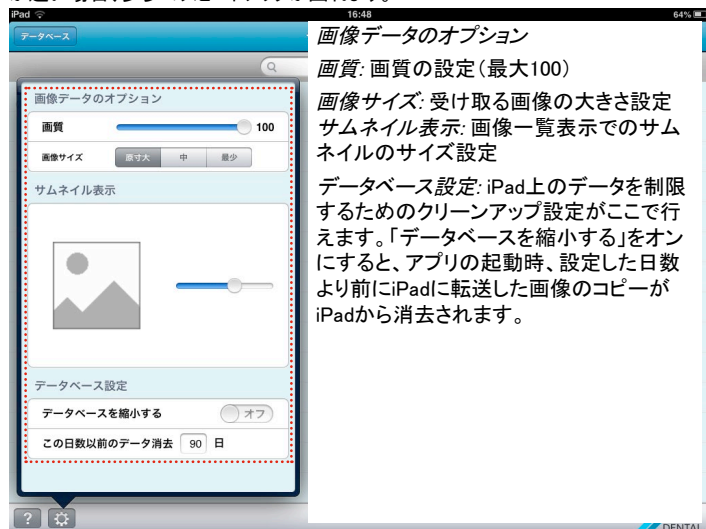 iPad
16:48
64%
データベース
画像データのオプション
画質
100
画像サイズ
原寸大
中
最少
サムネイル表示
データベース設定
データベースを縮小する
オフ
この日数以前のデータ消去 90 日
画像データのオプション
画質: 画質の設定(最大100)
画像サイズ: 受け取る画像の大きさ設定
サムネイル表示: 画像一覧表示でのサム
ネイルのサイズ設定
データベース設定: iPad上のデータを制限
するためのクリーンアップ設定がここで行
えます。「データベースを縮小する」をオン
にすると、アプリの起動時、設定した日数
より前にiPadに転送した画像のコピーが
iPadから消去されます。
?
DENTAL